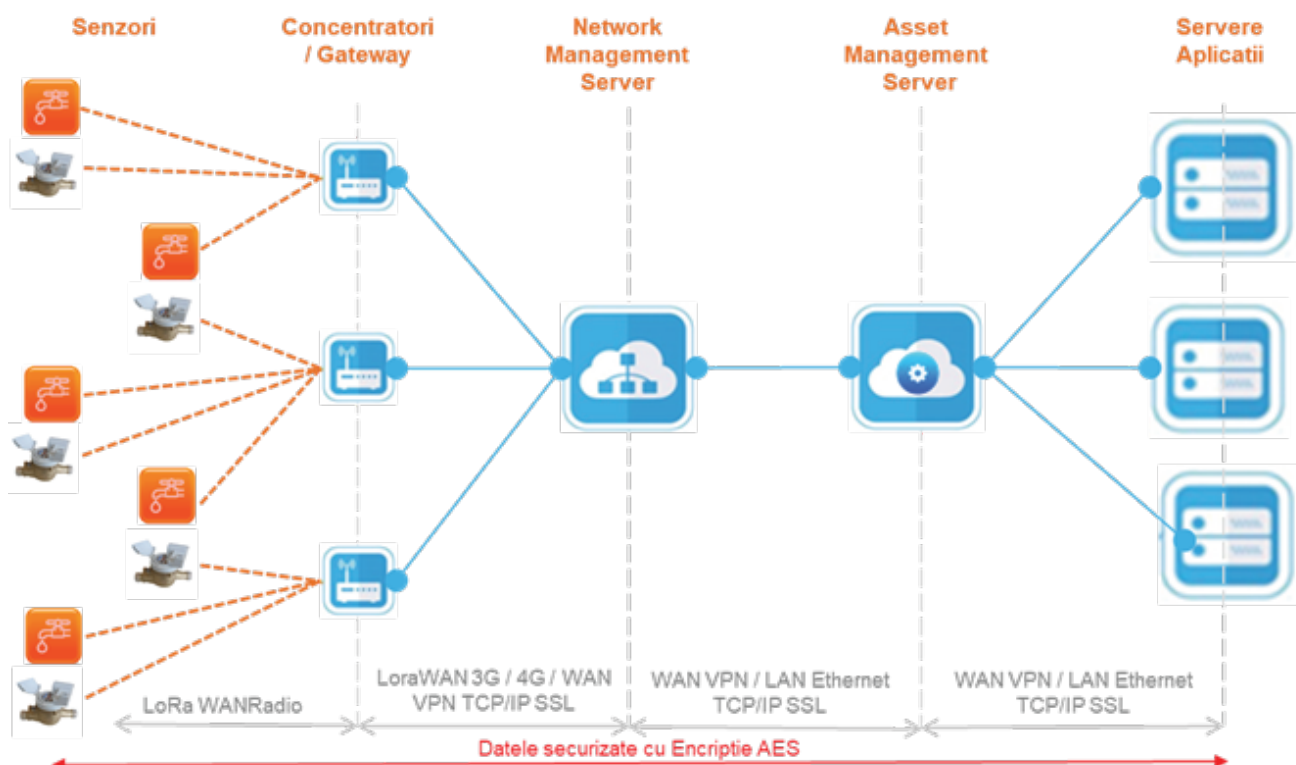 Senzori
Concentratori
/ Gateway
Network
Management
Server
Asset
Management
Server
Servere
Aplicatii
LoRa WANRadio
LoraWAN 3G / 4G / WAN
VPN TCP/IP SSL
WAN VPN / LAN Ethernet
TCP/IP SSL
WAN VPN / LAN Ethernet
TCP/IP SSL
Datele securizate cu Encriptie AES